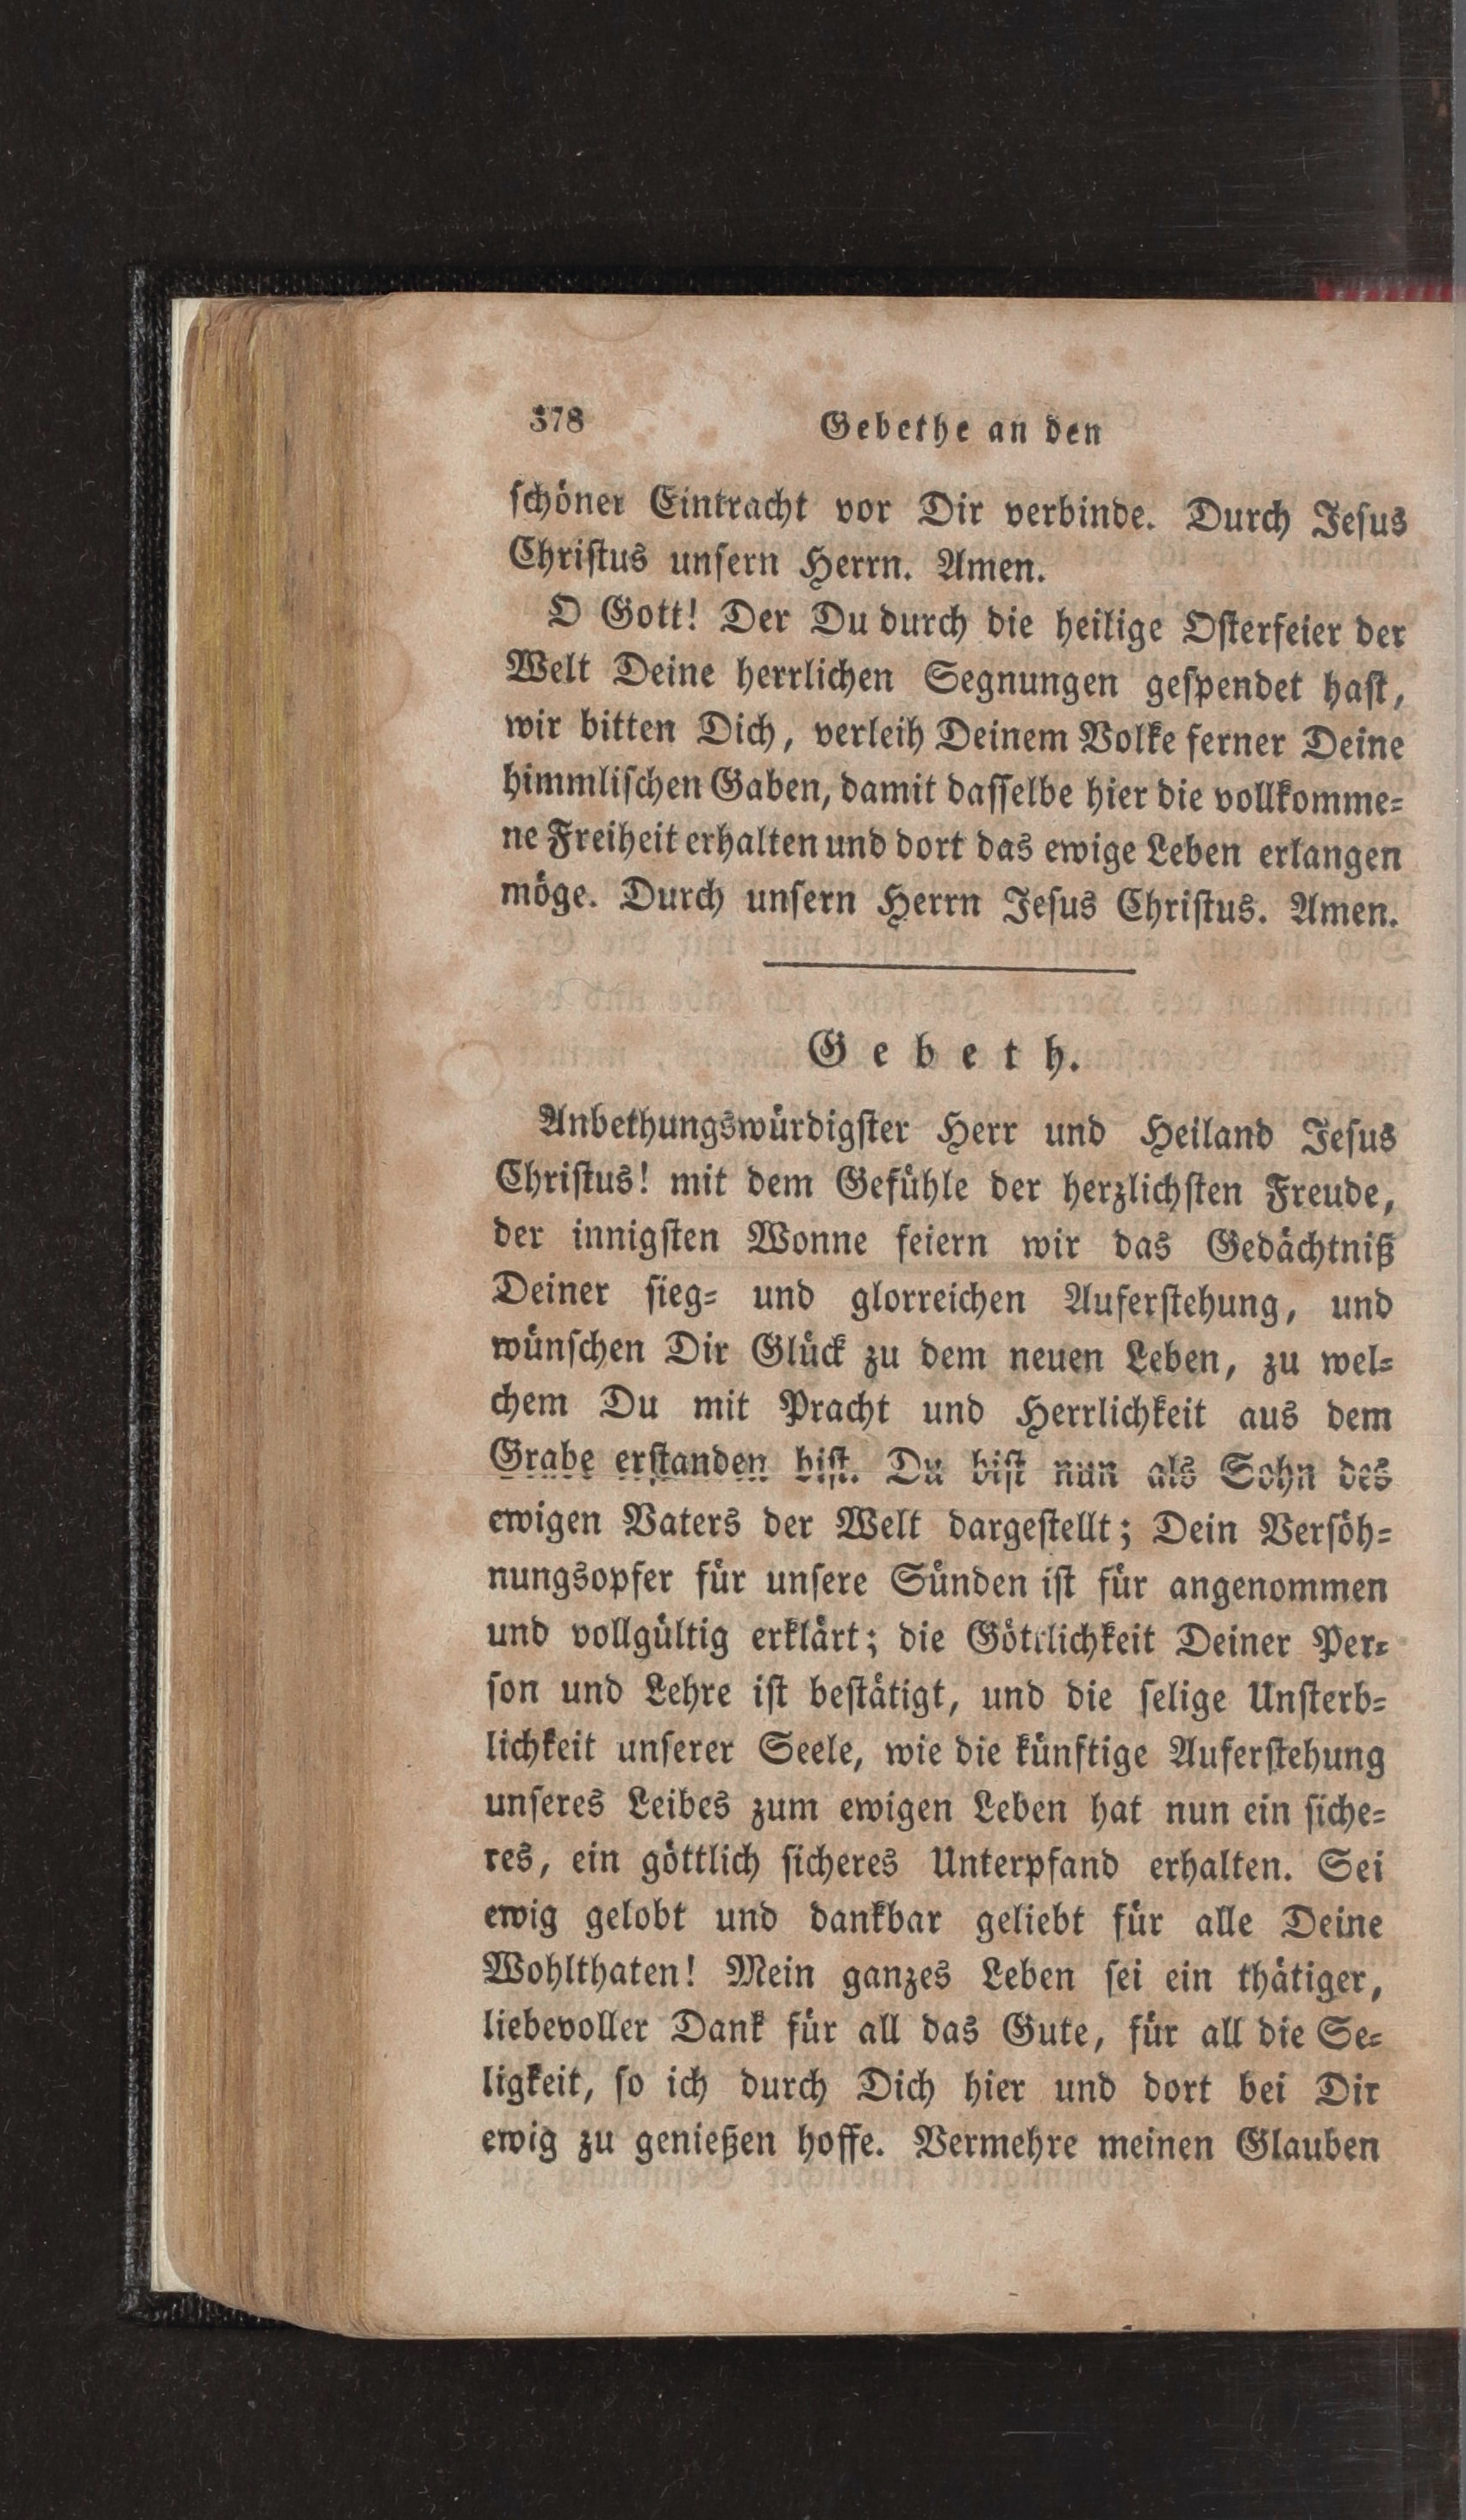 378 Gebethe an den
schöner Eintracht vor Dir verbinde. Durch Jesus
Christus unsern Herrn. Amen.
O Gott! Der Du durch die heilige Osterfeier der
Welt Deine herrlichen Segnungen gespendet hast,
wir bitten Dich, verleih Deinem Volke ferner Deine
himmlischen Gaben, damit dasselbe hier die vollkomme=
ne Freiheit erhalten und dort das ewige Leben erlangen
möge. Durch unsern Herrn Jesus Christus. Amen.
Gebeth.
Anbethungswürdigster Herr und Heiland Jesus
Christus! mit dem Gefühle der herzlichsten Freude,
der innigsten Wonne feiern wir das Gedächtniß
Deiner sieg= und glorreichen Auferstehung, und
wünschen Dir Glück zu dem neuen Leben, zu wel=
chem Du mit Pracht und Herrlichkeit aus dem
Grabe erstanden bist. Du bist nun als Sohn des
ewigen Vaters der Welt dargestellt; Dein Versöh=
nungsopfer für unsere Sünden ist für angenommen
und vollgültig erklärt; die Göttlichkeit Deiner Per=
son und Lehre ist bestätigt, und die selige Unsterb=
lichkeit unserer Seele, wie die künftige Auferstehung
unseres Leibes zum ewigen Leben hat nun ein siche=
res, ein göttlich sicheres Unterpfand erhalten. Sei
ewig gelobt und dankbar geliebt für alle Deine
Wohlthaten! Mein ganzes Leben sei ein thätiger,
liebevoller Dank für all das Gute, für all die Se=
ligkeit, so ich durch Dich hier und dort bei Dir
ewig zu genießen hoffe. Vermehre meinen Glauben